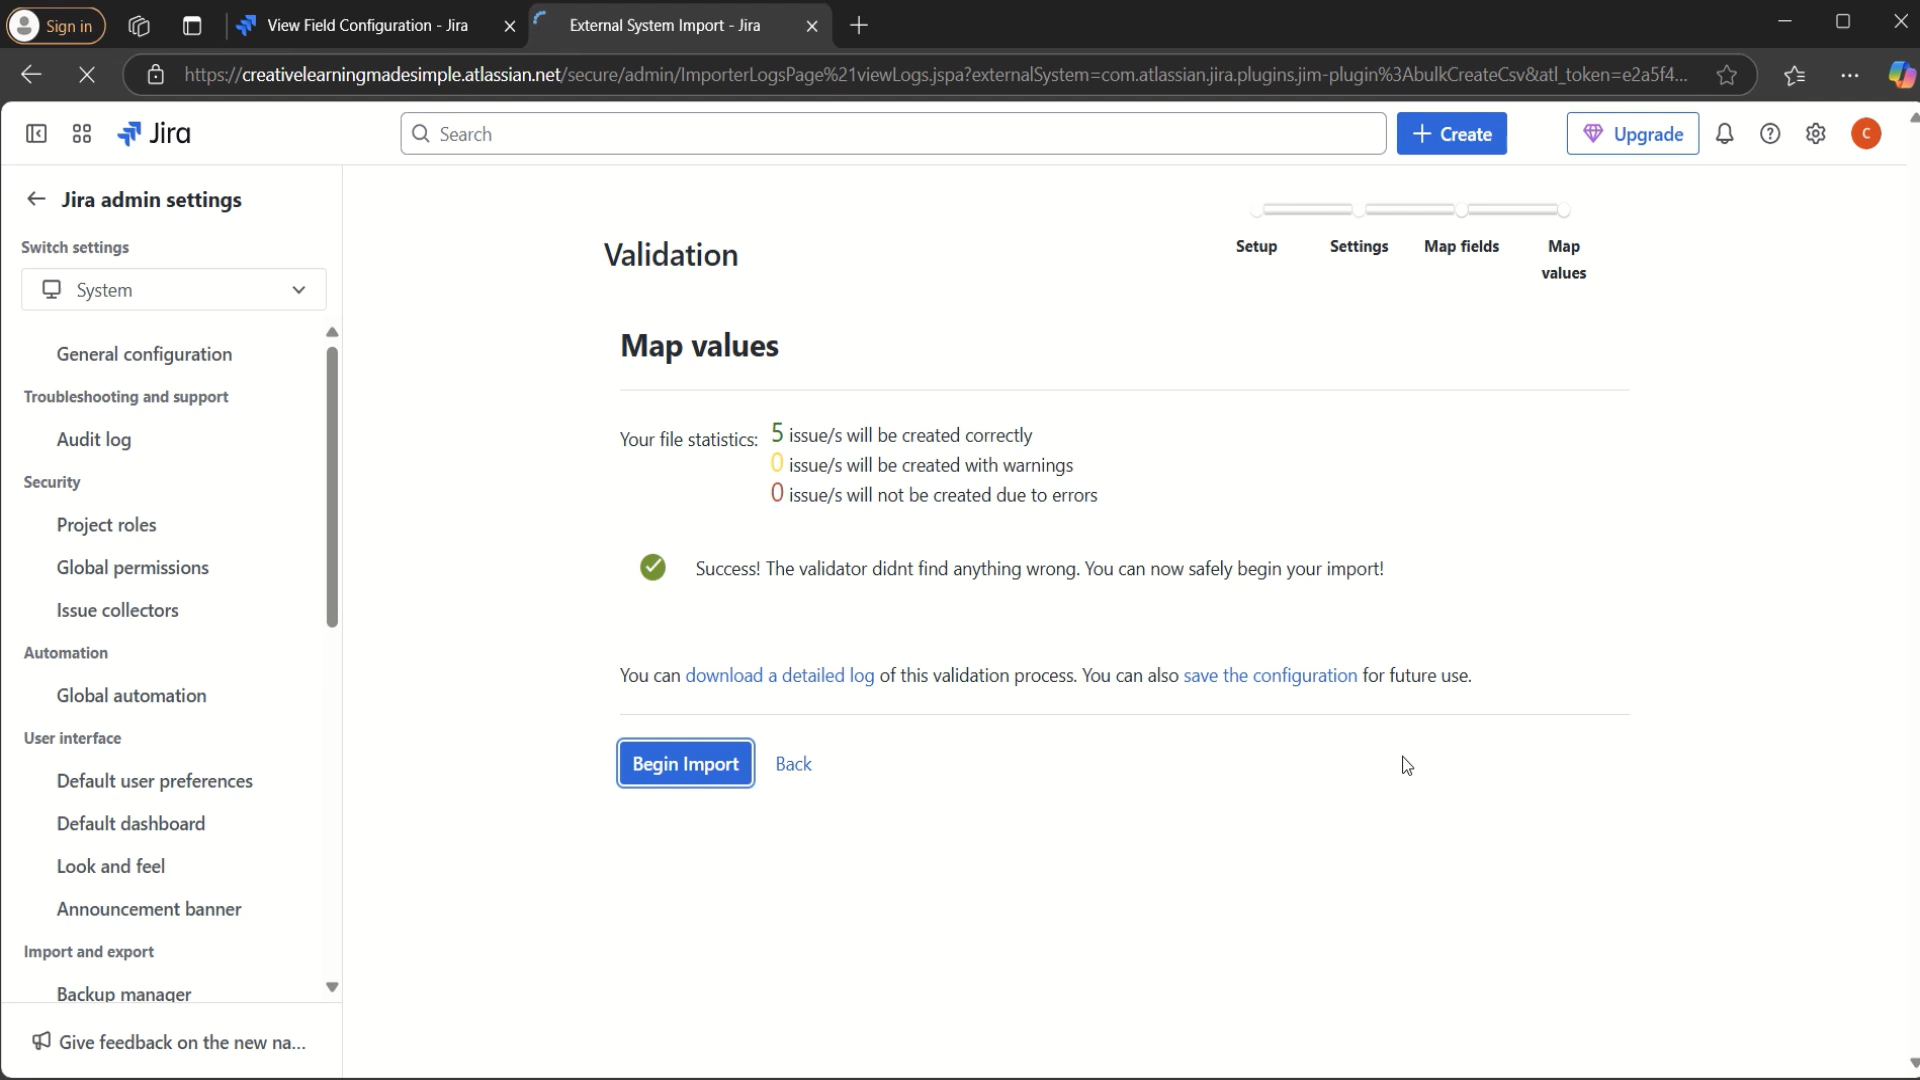 Sign in
View Field Configuration - Jira
External System Import - Jira
https://creativelearningmadesimple.atlassian.net/secure/admin/ImporterLogsPage%21viewLogs.jspa?externalSystem=com.atlassian.jira.plugins.jim-plugin%3AbulkCreateCsv&atl_token=e2a5f4...
Jira
Search
Create
Upgrade
C
Jira admin settings
Switch settings
System
General configuration
Troubleshooting and support
Audit log
Security
Project roles
Global permissions
Issue collectors
Automation
Global automation
User interface
Default user preferences
Default dashboard
Look and feel
Announcement banner
Import and export
Backup manager
Give feedback on the new na...
Validation
Setup
Settings
Map fields
Map
values
Map values
Your file statistics: 5 issue/s will be created correctly
0 issue/s will be created with warnings
0 issue/s will not be created due to errors
Success! The validator didnt find anything wrong. You can now safely begin your import!
You can download a detailed log of this validation process. You can also save the configuration for future use.
Begin Import
Back